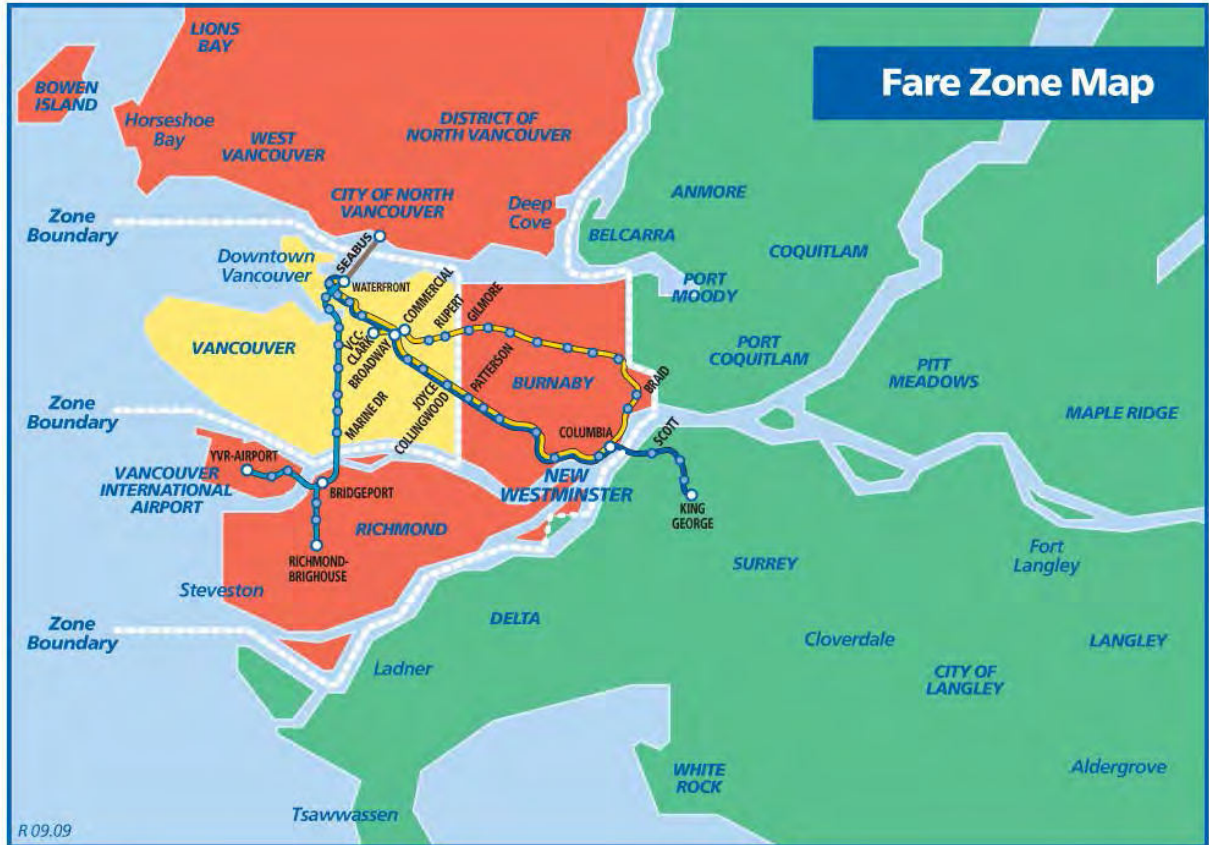 LIONS
BAY
Fare Zone Map
BOWEN
ISLAND
Horseshoe
Bay
WEST
VANCOUVER
DISTRICT OF
NORTH VANCOUVER
CITY OF NORTH
VANCOUVER
Deep
Cove
ANMORE
BELCARRA
COQUITLAM
PORT
MOODY
Zone
Boundary
Downtown
Vancouver
SEABUS
WATERFRONT
COMMERCIAL
RUPERT
GILMORE
VANCOUVER
VCC-
CLARK
BROADWAY
PATTERSON
BURNABY
PORT
COQUITLAM
PITT
MEADOWS
MAPLE RIDGE
BRAID
Zone
Boundary
MARINE DR
JOYCE
COLLINGWOOD
COLUMBIA
SCOTT
YVR-AIRPORT
VANCOUVER
INTERNATIONAL
AIRPORT
BRIDGEPORT
NEW
WESTMINSTER
KING
GEORGE
RICHMOND
RICHMOND-
BRIGHOUSE
Steveston
SURREY
Fort
Langley
Zone
Boundary
DELTA
Cloverdale
LANGLEY
Ladner
CITY OF
LANGLEY
WHITE
ROCK
Aldergrove
Tsawwassen
R 09.09